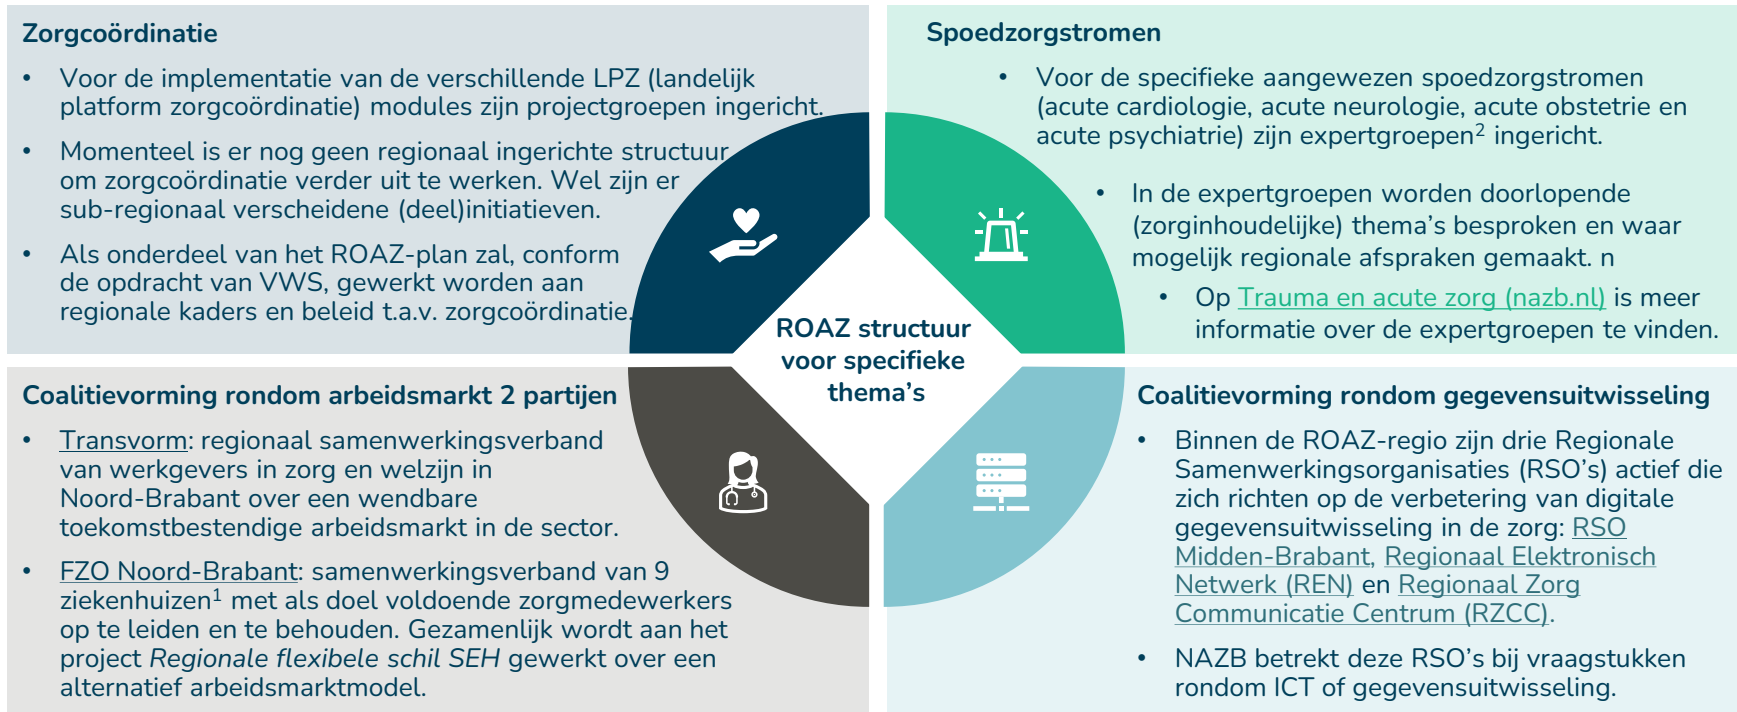 Zorgcoördinatie
• Voor de implementatie van de verschillende LPZ (landelijk
platform zorgcoördinatie) modules zijn projectgroepen ingericht.
• Momenteel is er nog geen regionaal ingerichte structuur
om zorgcoördinatie verder uit te werken. Wel zijn er
sub-regionaal verscheidene (deel)initiatieven.
• Als onderdeel van het ROAZ-plan zal, conform
de opdracht van VWS, gewerkt worden aan
regionale kaders en beleid t.a.v. zorgcoördinatie.
Spoedzorgstromen
• Voor de specifieke aangewezen spoedzorgstromen
(acute cardiologie, acute neurologie, acute obstetrie en
acute psychiatrie) zijn expertgroepen² ingericht.
• In de expertgroepen worden doorlopende
(zorginhoudelijke) thema's besproken en waar
mogelijk regionale afspraken gemaakt. n
• Op Trauma en acute zorg (nazb.nl) is meer
informatie over de expertgroepen te vinden.
ROAZ structuur
voor specifieke
thema's
Coalitievorming rondom arbeidsmarkt 2 partijen
• Transvorm: regionaal samenwerkingsverband
van werkgevers in zorg en welzijn in
Noord-Brabant over een wendbare
toekomstbestendige arbeidsmarkt in de sector.
• FZO Noord-Brabant: samenwerkingsverband van 9
ziekenhuizen¹ met als doel voldoende zorgmedewerkers
op te leiden en te behouden. Gezamenlijk wordt aan het
project Regionale flexibele schil SEH gewerkt over een
alternatief arbeidsmarktmodel.
Coalitievorming rondom gegevensuitwisseling
• Binnen de ROAZ-regio zijn drie Regionale
Samenwerkingsorganisaties (RSO's) actief die
zich richten op de verbetering van digitale
gegevensuitwisseling in de zorg: RSO
Midden-Brabant, Regionaal Elektronisch
Netwerk (REN) en Regionaal Zorg
Communicatie Centrum (RZCC).
• NAZB betrekt deze RSO's bij vraagstukken
rondom ICT of gegevensuitwisseling.